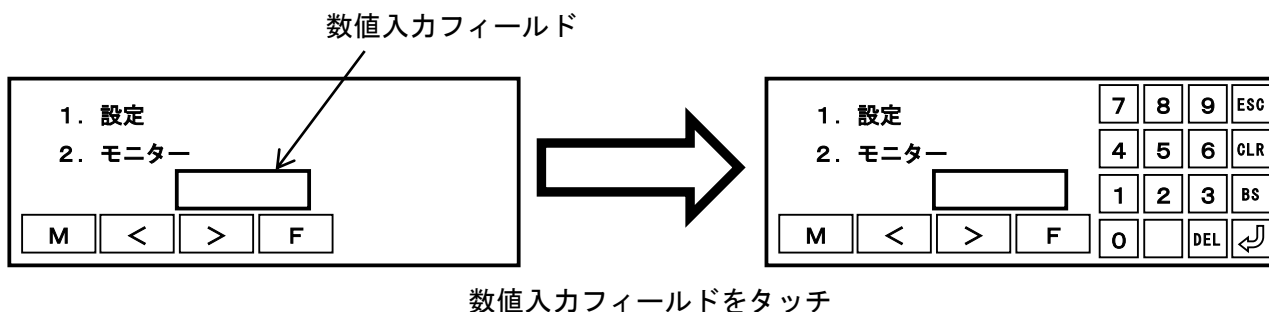 数値入力フィールド
1. 設定
2. モニター
M < > F
1. 設定
2. モニター
M < > F
7 8 9 ESC
4 5 6 CLR
1 2 3 BS
0 DEL
数値入力フィールドをタッチ